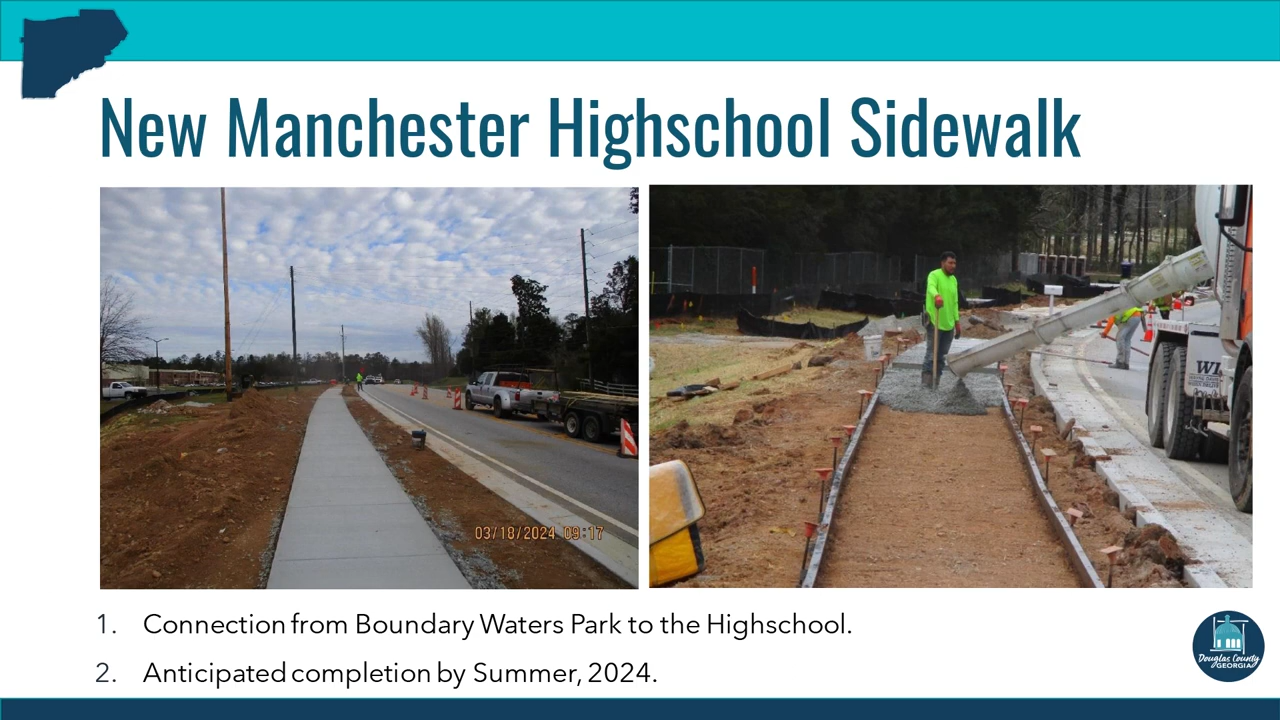 New Manchester Highschool Sidewalk
03/18/2024 09:17
1. Connection from Boundary Waters Park to the Highschool.
2. Anticipated completion by Summer, 2024.
Douglas County
GEORGIA